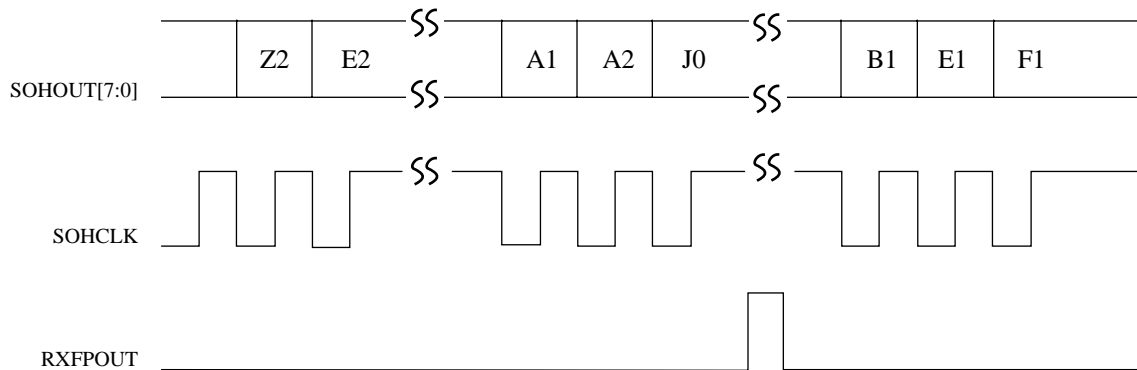 Z2 E2 A1 A2 J0 B1 E1 F1
SOHOUT[7:0]
SOHCLK
RXFPOUT